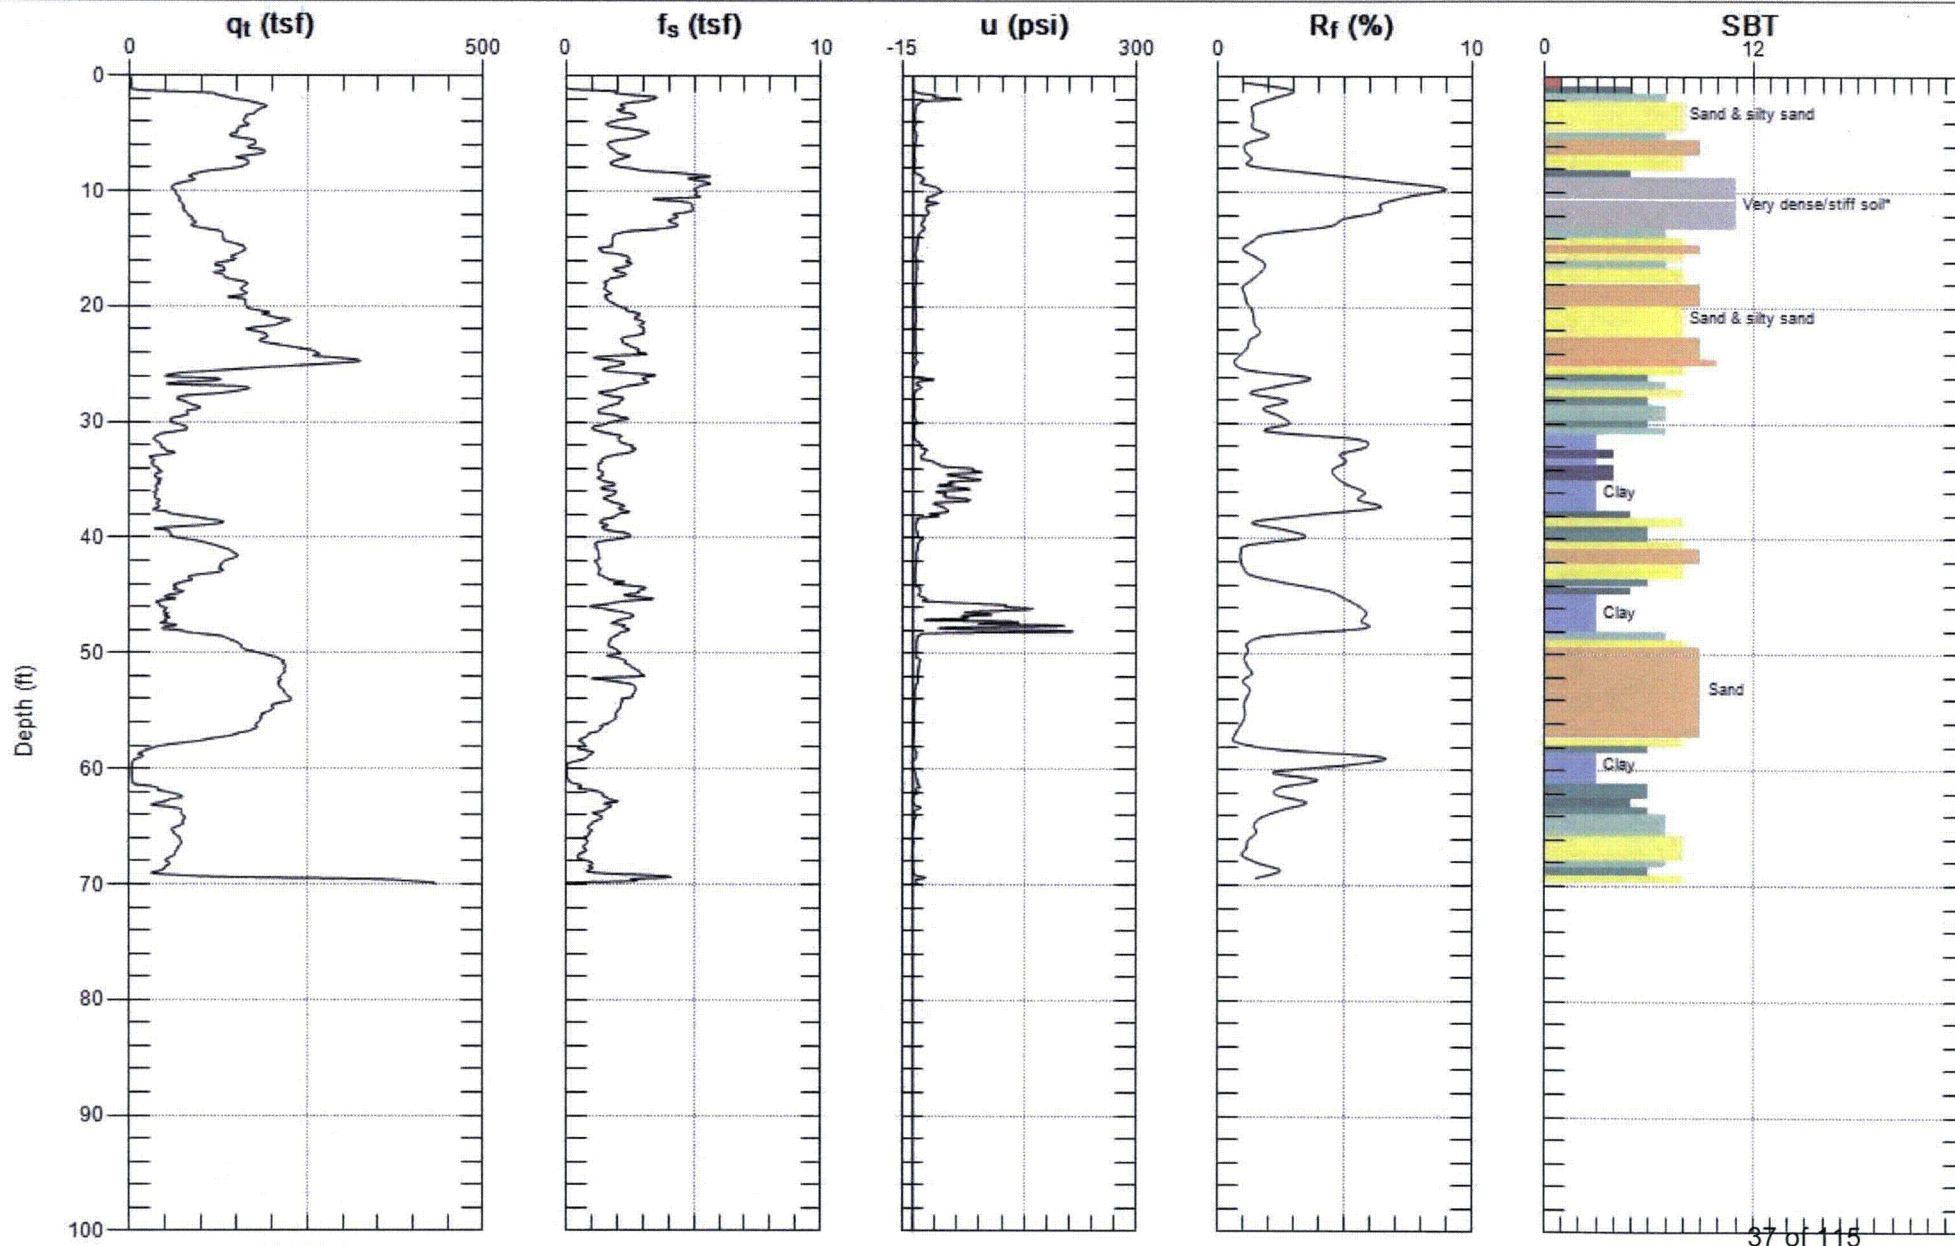 qt (tsf)
fs (tsf)
u (psi)
Rf (%)
SBT
0 500
0 10
-15 300
0 10
0 12
0
10
20
30
40
50
60
70
80
90
100
Depth (ft)
Sand & silty sand
Very dense/stiff soil*
Sand & silty sand
Clay
Clay
Sand
Clay
37 of 115